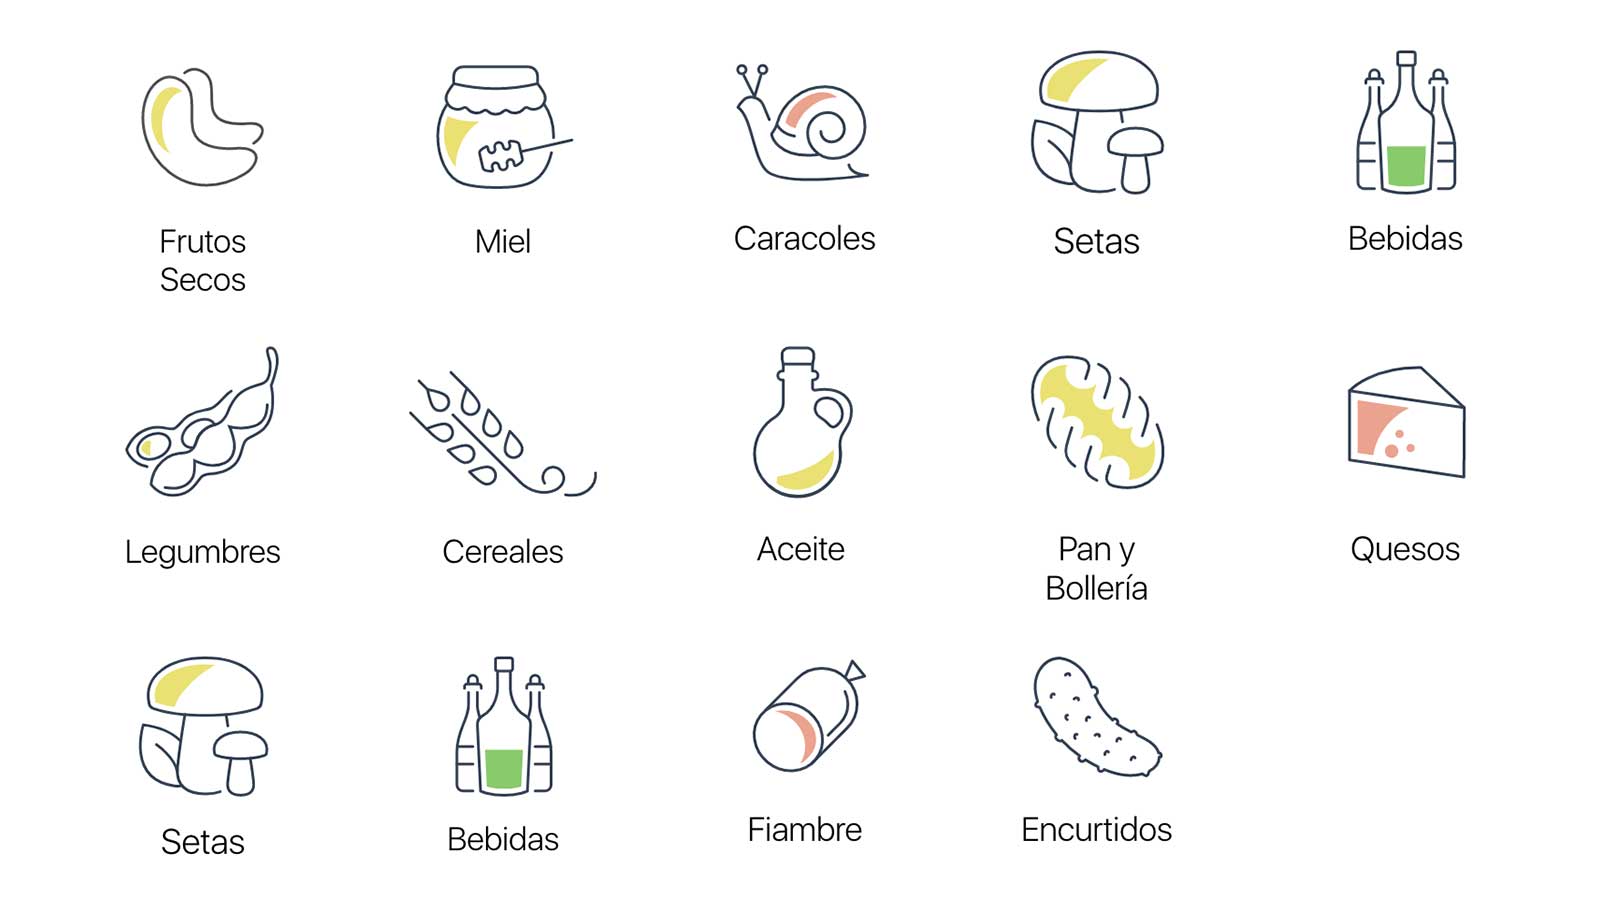 Frutos
Secos
Miel
Caracoles
Setas
Bebidas
Legumbres
Cereales
Aceite
Pan y
Bollería
Quesos
Setas
Bebidas
Fiambre
Encurtidos